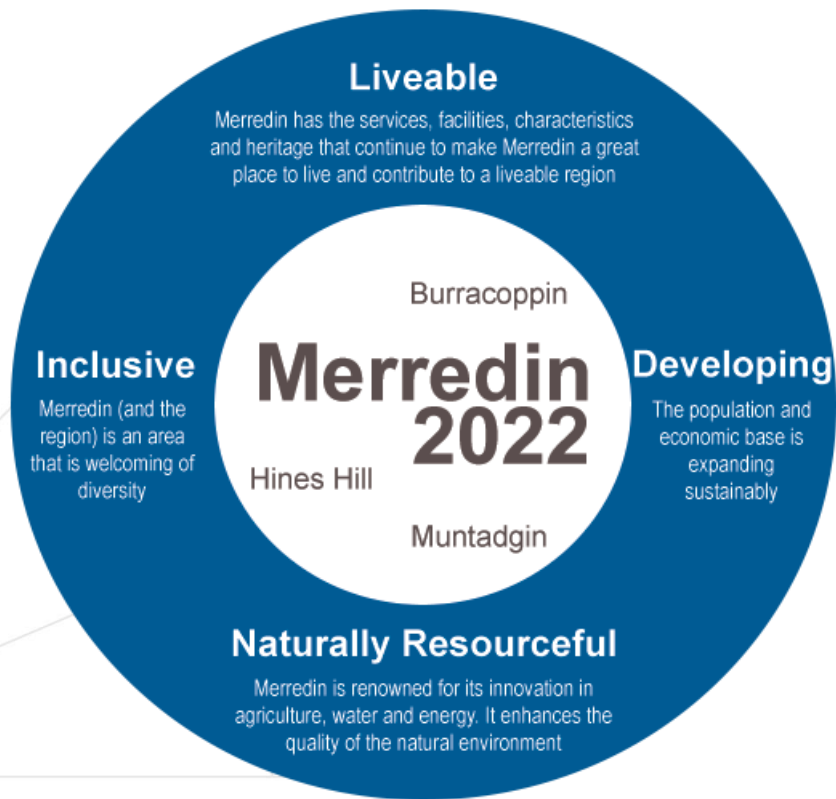 Liveable
Merredin has the services, facilities, characteristics
and heritage that continue to make Merredin a great
place to live and contribute to a liveable region
Burracoppin
Merredin
2022
Hines Hill
Muntadgin
Inclusive
Merredin (and the
region) is an area
that is welcoming of
diversity
Developing
The population and
economic base is
expanding
sustainably
Naturally Resourceful
Merredin is renowned for its innovation in
agriculture, water and energy. It enhances the
quality of the natural environment